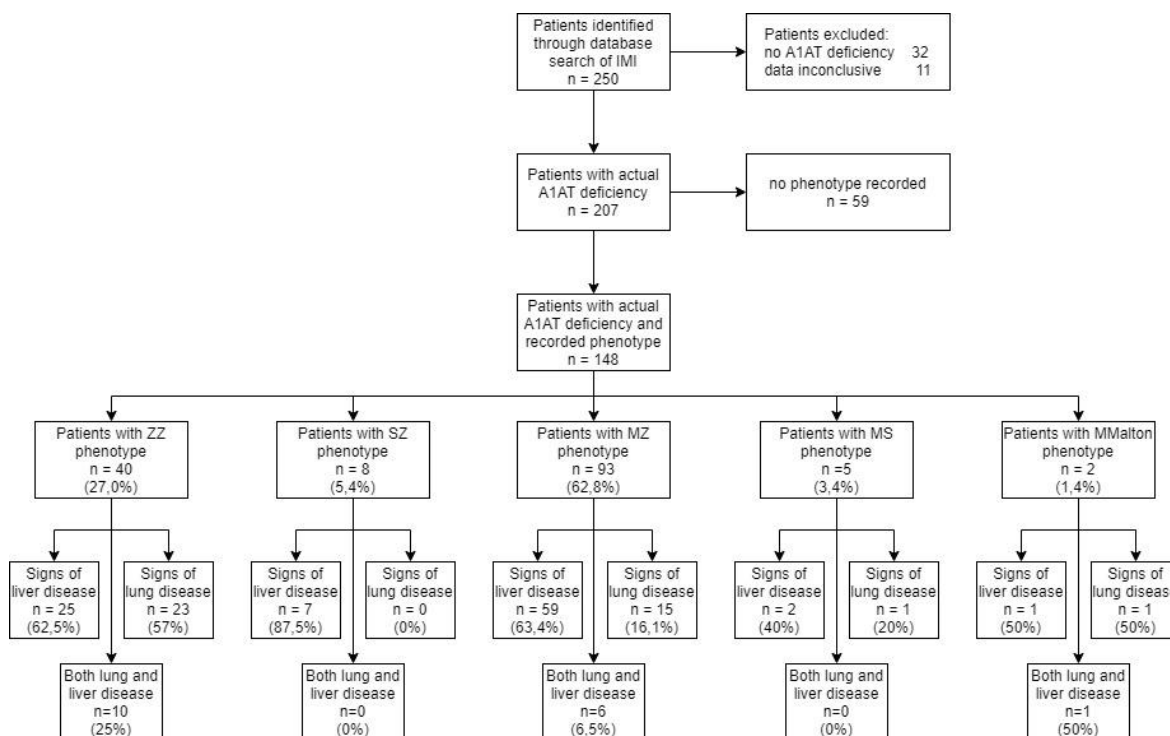 Patients identified
through database
search of IMI
n = 250
Patients excluded:
no A1AT deficiency 32
data inconclusive 11
Patients with actual
A1AT deficiency
n = 207
no phenotype recorded
n = 59
Patients with actual
A1AT deficiency and
recorded phenotype
n = 148
Patients with ZZ
phenotype
n = 40
(27,0%)
Patients with SZ
phenotype
n = 8
(5,4%)
Patients with MZ
phenotype
n = 93
(62,8%)
Patients with MS
phenotype
n =5
(3,4%)
Patients with MMalton
phenotype
n = 2
(1,4%)
Signs of
liver disease
n = 25
(62,5%)
Signs of
lung disease
n = 23
(57%)
Signs of
liver disease
n = 7
(87,5%)
Signs of
lung disease
n = 0
(0%)
Signs of
liver disease
n = 59
(63,4%)
Signs of
lung disease
n = 15
(16,1%)
Signs of
liver disease
n = 2
(40%)
Signs of
lung disease
n = 1
(20%)
Signs of
liver disease
n = 1
(50%)
Signs of
lung disease
n = 1
(50%)
Both lung and
liver disease
n=10
(25%)
Both lung and
liver disease
n=0
(0%)
Both lung and
liver disease
n=6
(6,5%)
Both lung and
liver disease
n=0
(0%)
Both lung and
liver disease
n=1
(50%)